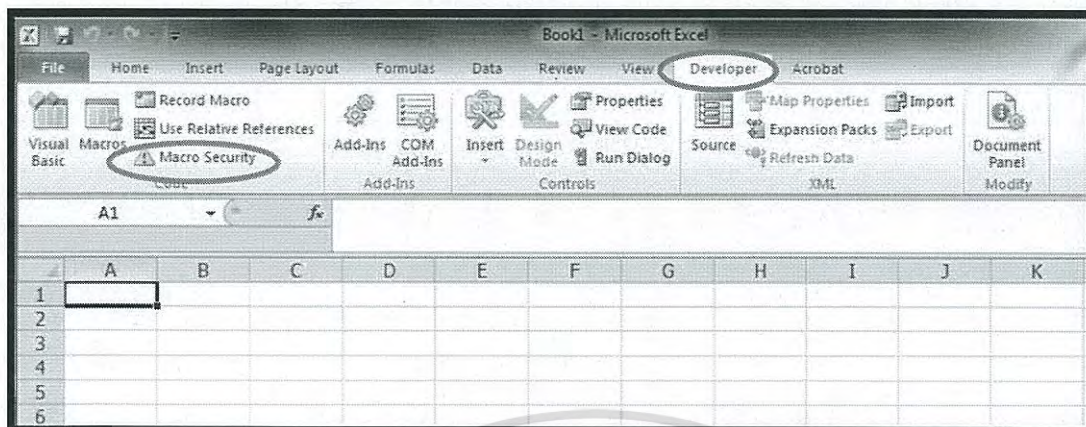 Book1 - Microsoft Excel
File Home Insert Page Layout Formulas Data Review View Developer Acrobat
Visual Basic
Macros
Record Macro
Use Relative References
Macro Security
Code
Add-Ins
COM Add-Ins
Add-Ins
Insert
Design Mode
Properties
View Code
Run Dialog
Controls
Source
Map Properties
Expansion Packs
Refresh Data
Import
Export
XML
Document Panel
Modify
A1 fx
A B C D E F G H I J K
1
2
3
4
5
6